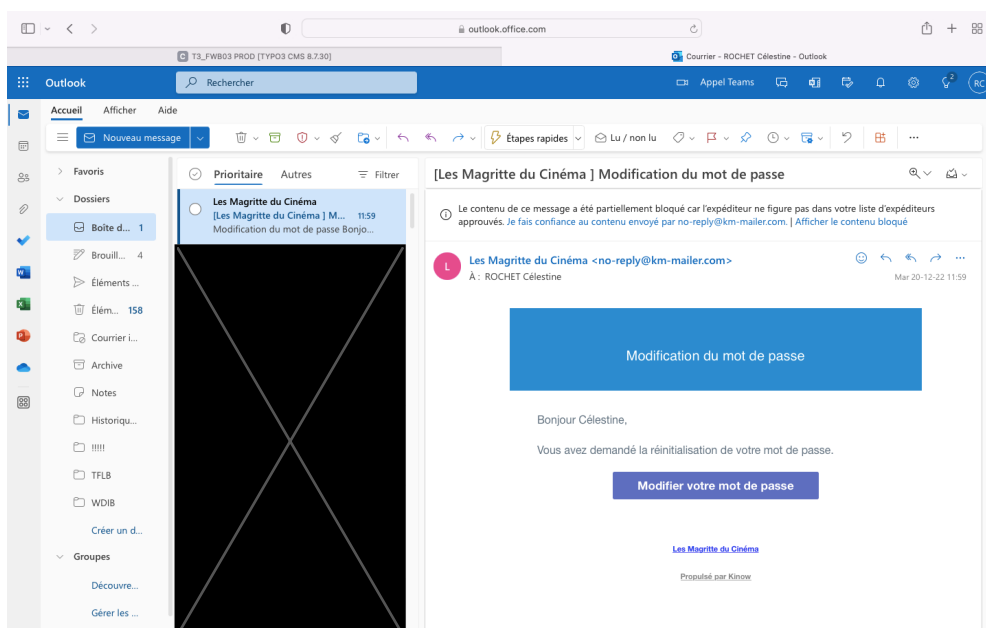 outlook.office.com
T3_FWB03 PROD [TYPO3 CMS 8.7.30]
Courrier – ROCHET Célestine – Outlook
Outlook
Rechercher
Appel Teams
2
RC
Accueil Afficher Aide
Nouveau message
Étapes rapides
Lu / non lu
Favoris
Dossiers
Boîte d... 1
Brouill... 4
Éléments ...
Élém... 158
Courrier i...
Archive
Notes
Historiqu...
!!!!!
TFLB
WDIB
Créer un d...
Groupes
Découvre...
Gérer les ...
Prioritaire Autres Filtrer
Les Magritte du Cinéma
[Les Magritte du Cinéma ] M... 11:59
Modification du mot de passe Bonjo...
[Les Magritte du Cinéma ] Modification du mot de passe
Le contenu de ce message a été partiellement bloqué car l'expéditeur ne figure pas dans votre liste d'expéditeurs
approuvés. Je fais confiance au contenu envoyé par no-reply@km-mailer.com. | Afficher le contenu bloqué
L
Les Magritte du Cinéma <no-reply@km-mailer.com>
À : ROCHET Célestine
Mar 20-12-22 11:59
Modification du mot de passe
Bonjour Célestine,
Vous avez demandé la réinitialisation de votre mot de passe.
Modifier votre mot de passe
Les Magritte du Cinéma
Propulsé par Kinow